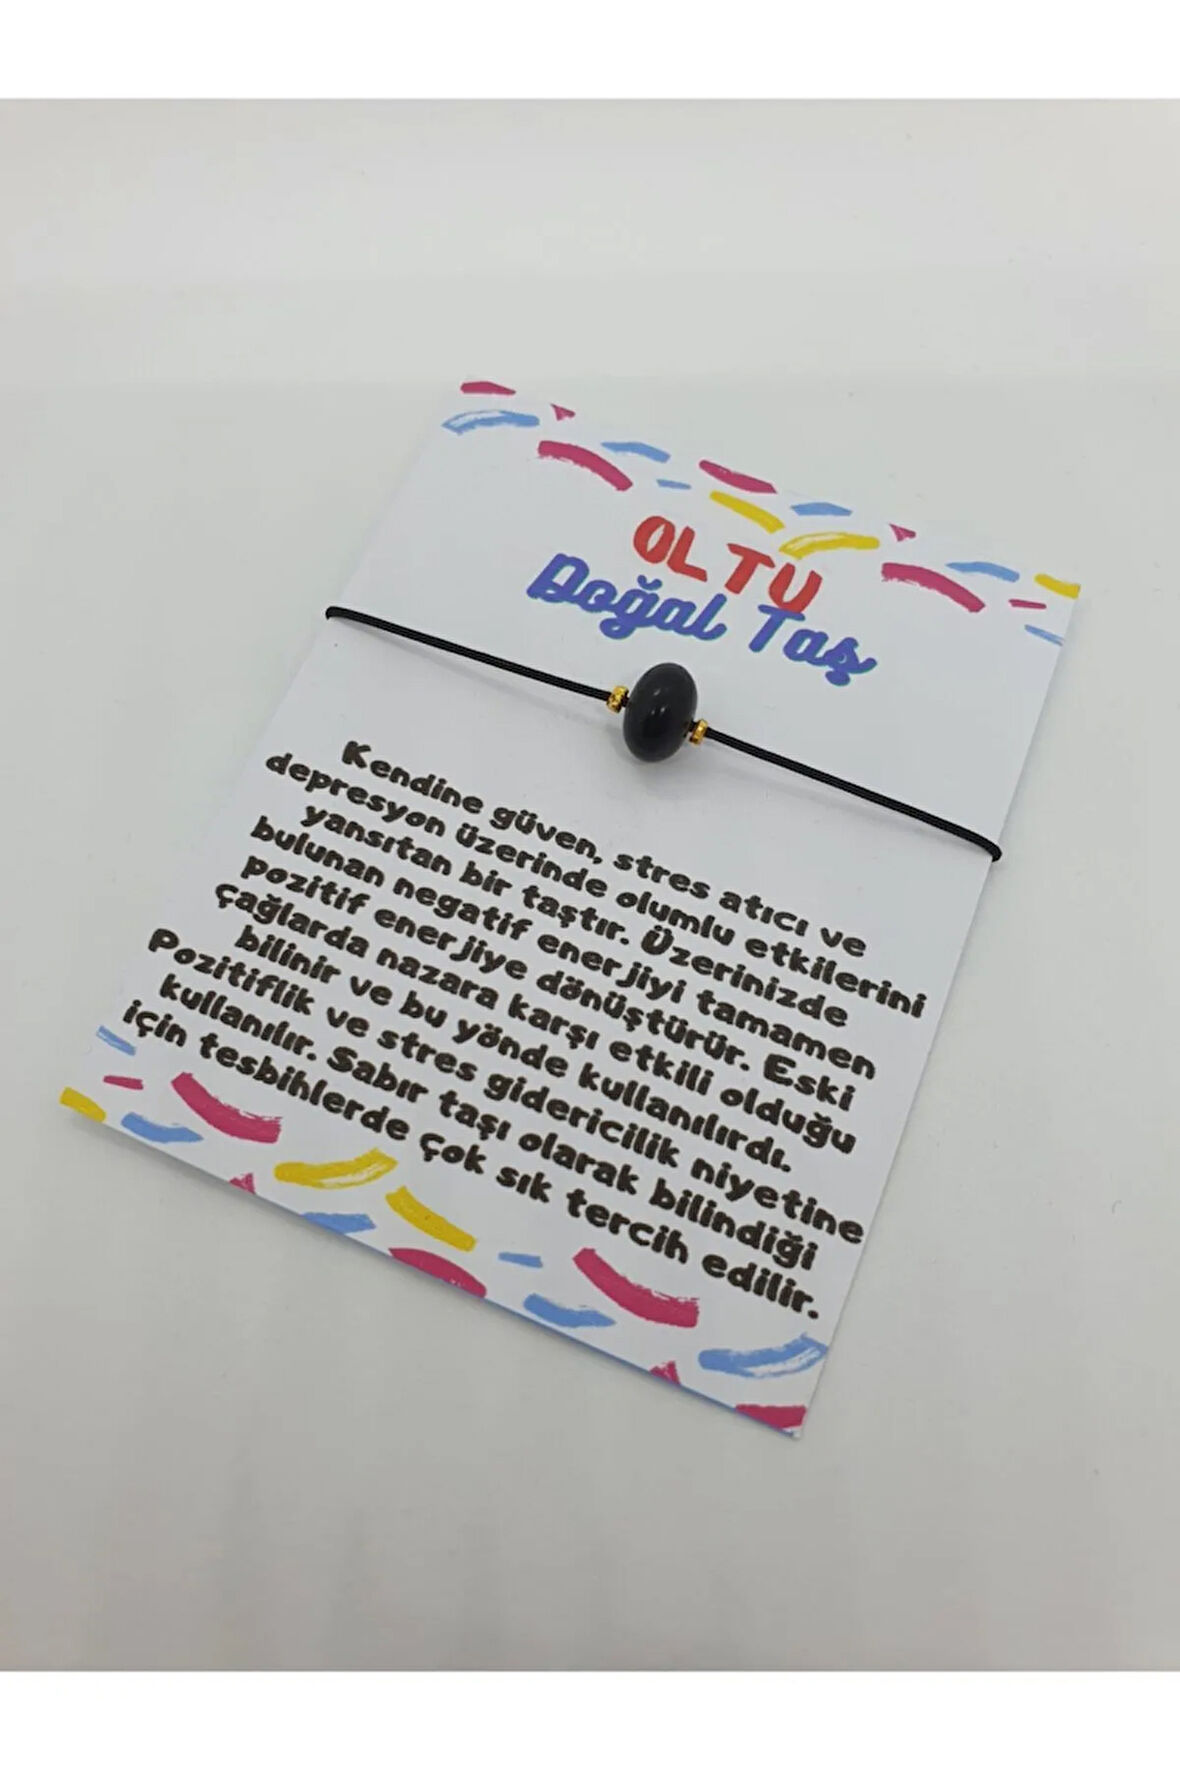 OLTU
Doğal Taş
Kendine güven, stres atıcı ve
depresyon üzerinde olumlu etkilerini
yansıtan bir taştır. Üzerinizde
bulunan negatif enerjiyi tamamen
pozitif enerjiye dönüştürür. Eski
çağlarda nazara karşı etkili olduğu
bilinir ve bu yönde kullanılırdı.
Pozitiflik ve stres gidericilik niyetine
kullanılır. Sabır taşı olarak bilindiği
için tesbihlerde çok sık tercih edilir.